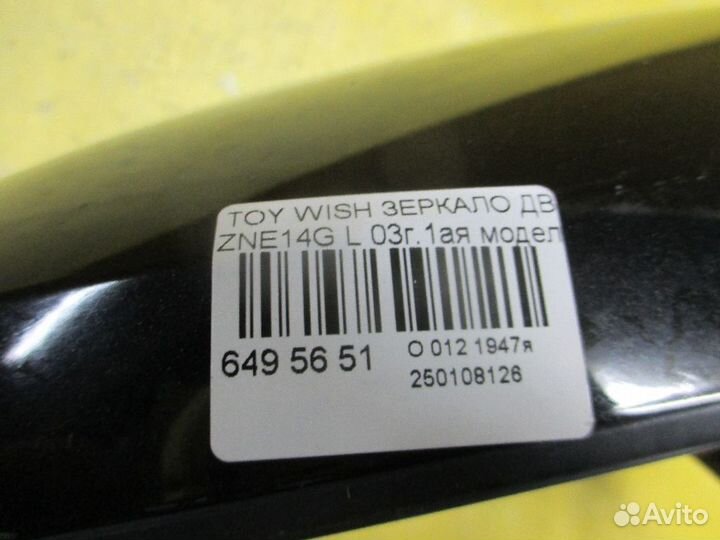 TOY WISH ЗЕРКАЛО ДВ
ZNE14G L 03г.1ая модел
649 56 51
О 012 1947я
250108126
Avito